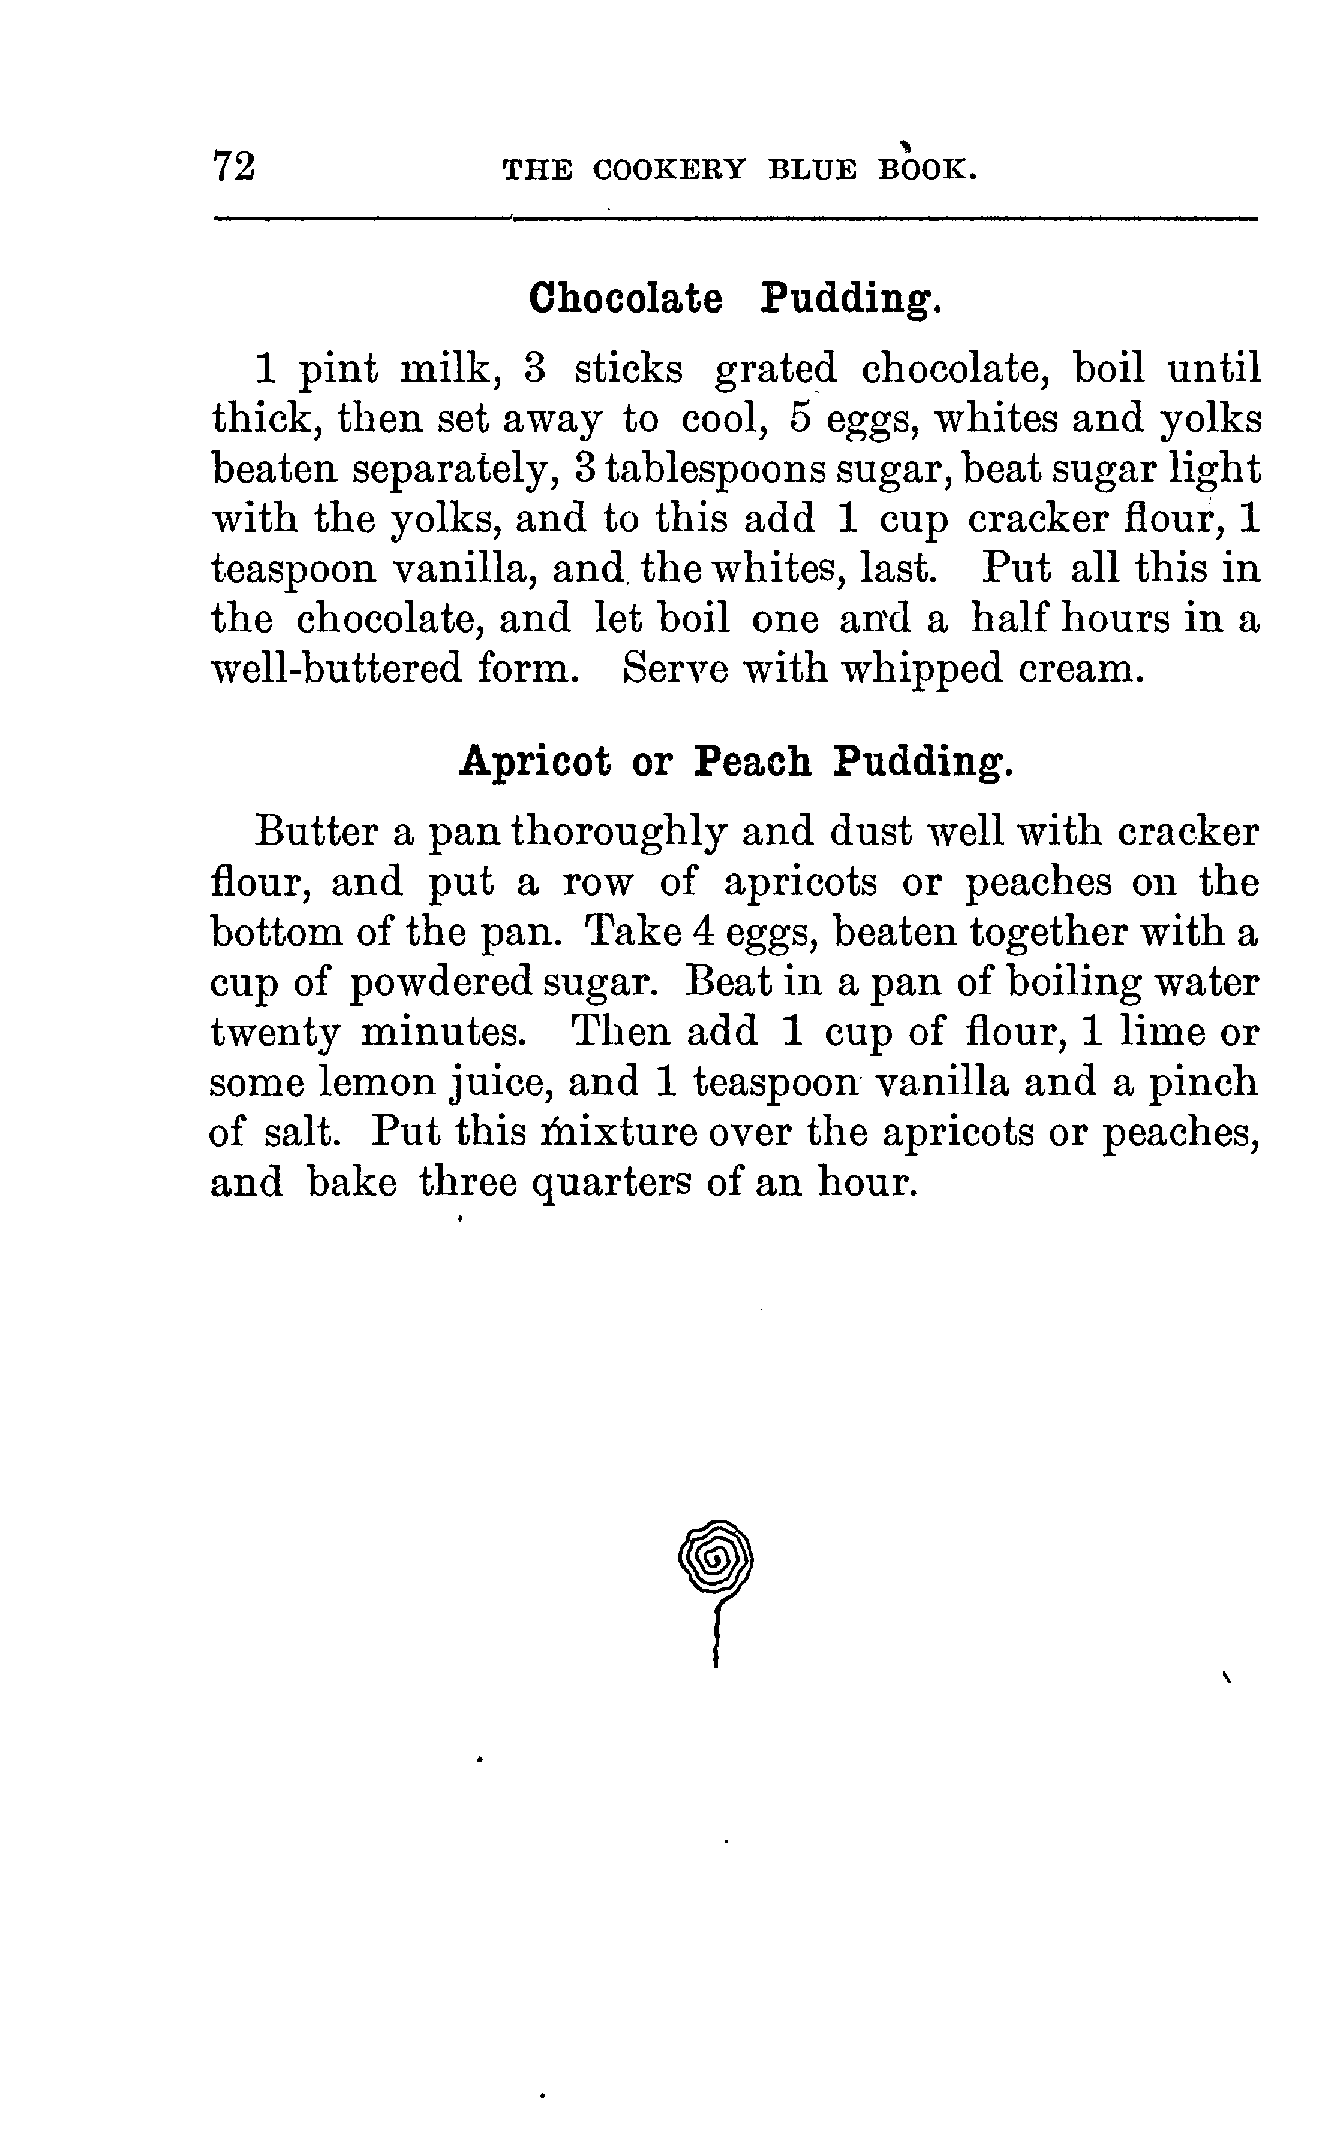 72 THE COOKERY BLUE BOOK.
Chocolate Pudding.
1 pint milk, 3 sticks grated chocolate, boil until
thick, then set away to cool, 5 eggs, whites and yolks
beaten separately, 3 tablespoons sugar, beat sugar light
with the yolks, and to this add 1 cup cracker flour, 1
teaspoon vanilla, and the whites, last. Put all this in
the chocolate, and let boil one and a half hours in a
well-buttered form. Serve with whipped cream.
Apricot or Peach Pudding.
Butter a pan thoroughly and dust well with cracker
flour, and put a row of apricots or peaches on the
bottom of the pan. Take 4 eggs, beaten together with a
cup of powdered sugar. Beat in a pan of boiling water
twenty minutes. Then add 1 cup of flour, 1 lime or
some lemon juice, and 1 teaspoon vanilla and a pinch
of salt. Put this mixture over the apricots or peaches,
and bake three quarters of an hour.